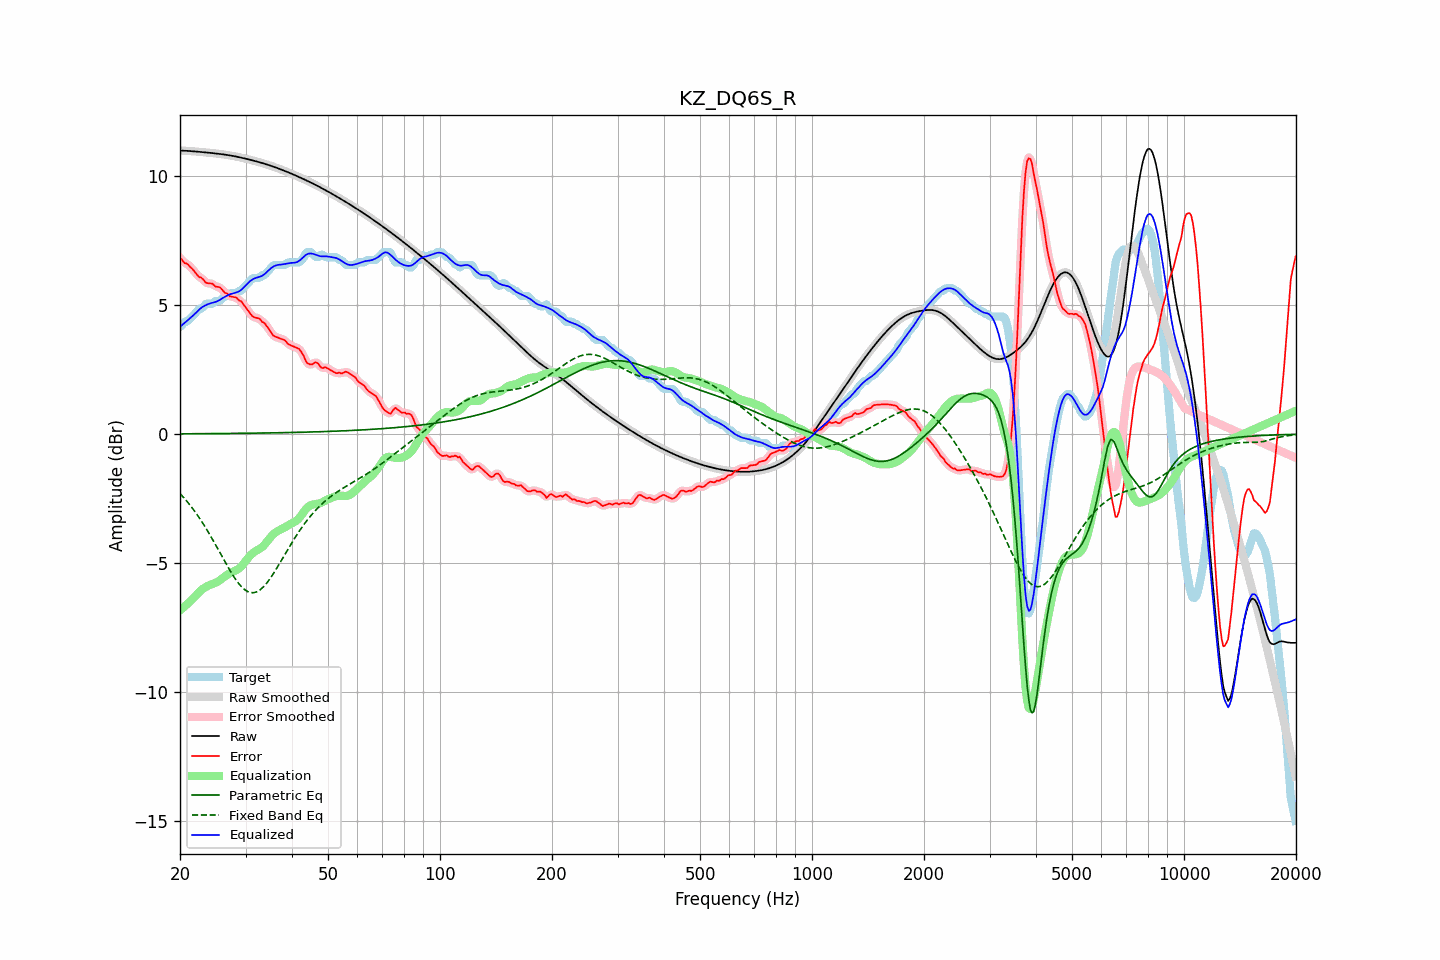 KZ_DQ6S_R
Amplitude (dBr)
10
5
0
−5
−10
−15
Target
Raw Smoothed
Error Smoothed
Raw
Error
Equalization
Parametric Eq
Fixed Band Eq
Equalized
20 50 100 200 500 1000 2000 5000 10000 20000
Frequency (Hz)